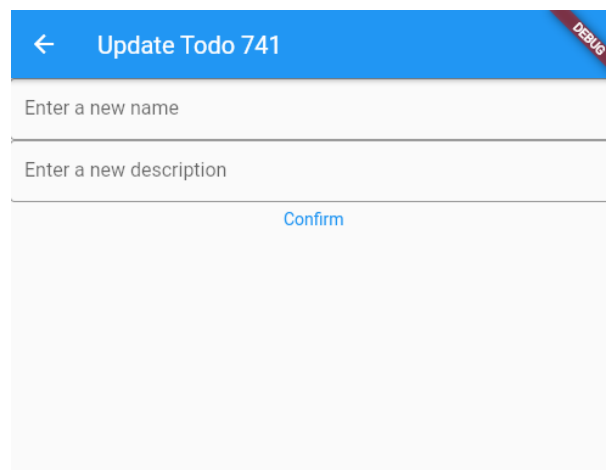 Update Todo 741
DEBUG
Enter a new name
Enter a new description
Confirm